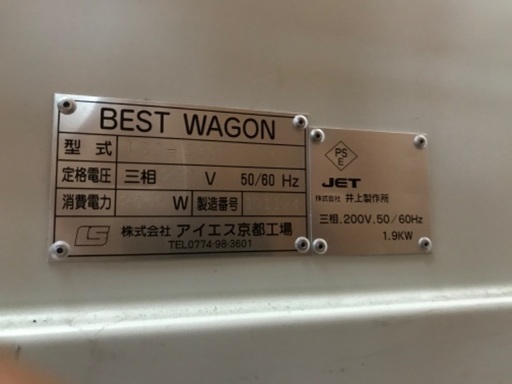 BEST WAGON
型式
定格電圧 三相 V 50/60 Hz
消費電力 W 製造番号
株式会社 アイエス京都工場
TEL0774-98-3601
PS
E
JET
株式会社 井上製作所
三相.200V.50/60Hz
1.9KW